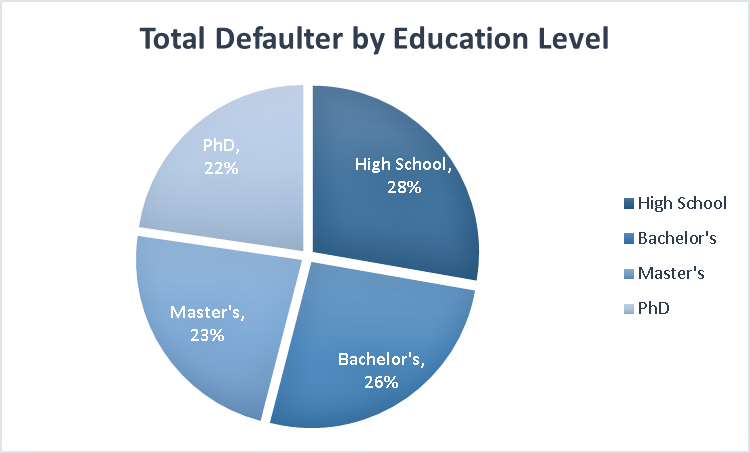 Total Defaulter by Education Level
PhD,
22%
High School,
28%
Master's,
23%
Bachelor's,
26%
High School
Bachelor's
Master's
PhD